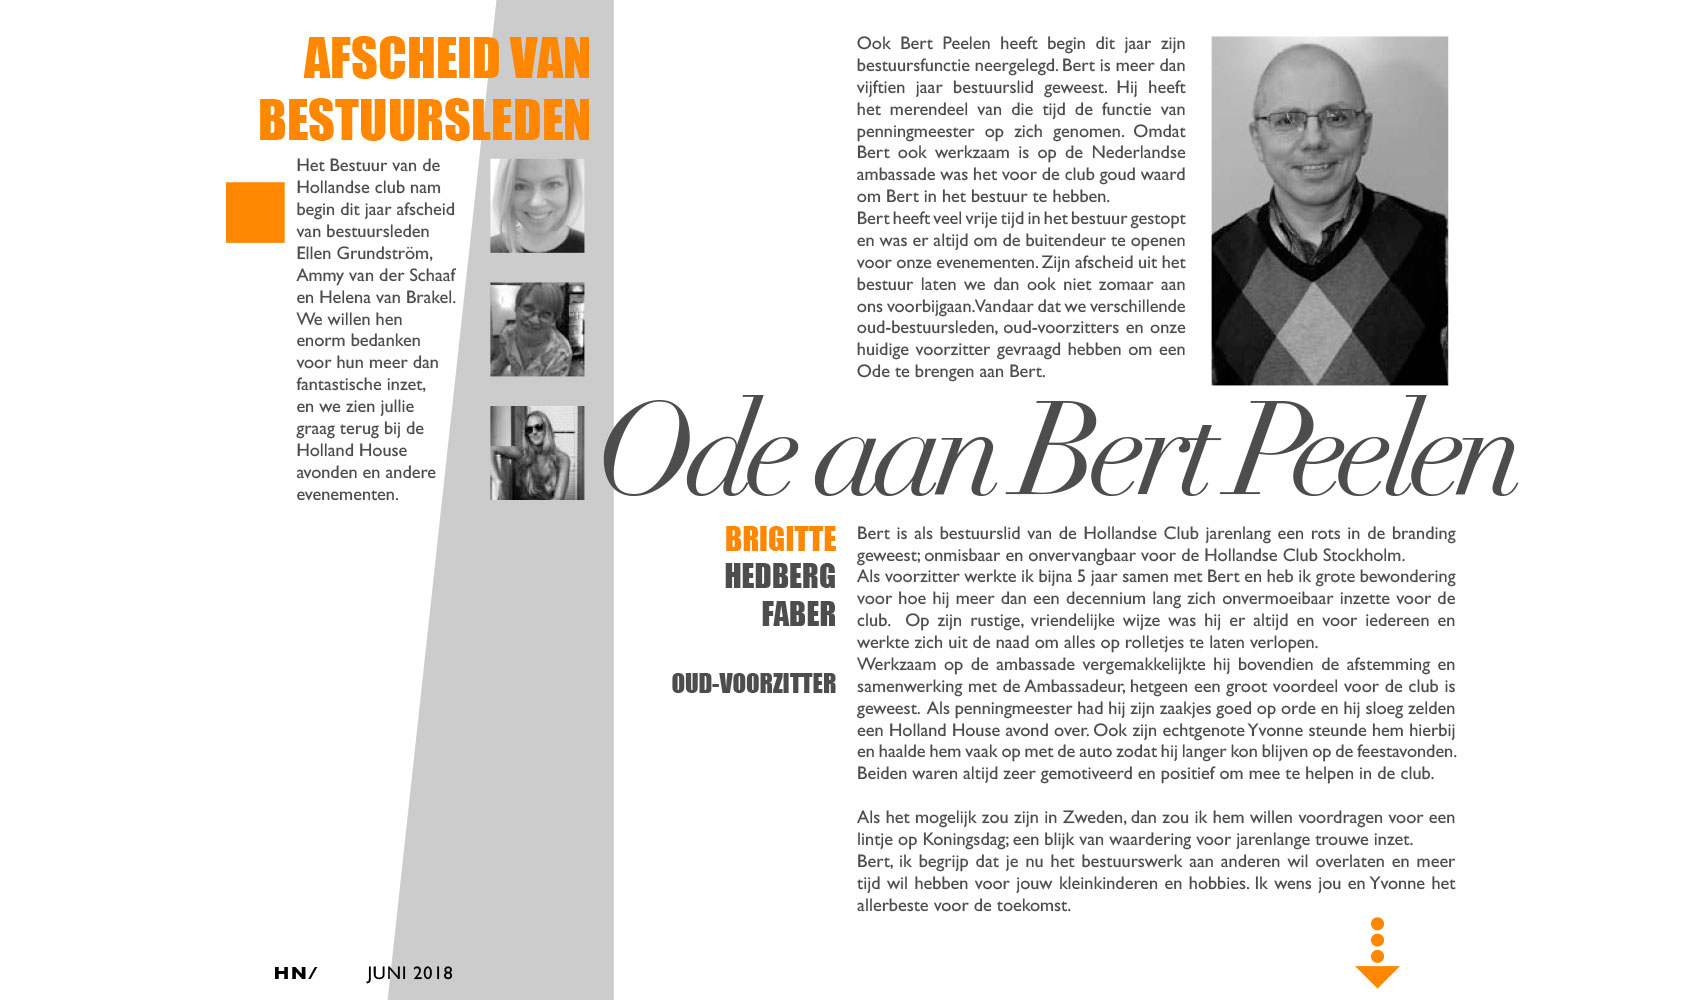 AFSCHEID VAN
BESTUURSLEDEN
Het Bestuur van de
Hollandse club nam
begin dit jaar afscheid
van bestuursleden
Ellen Grundström,
Ammy van der Schaaf
en Helena van Brakel.
We willen hen
enorm bedanken
voor hun meer dan
fantastische inzet,
en we zien jullie
graag terug bij de
Holland House
avonden en andere
evenementen.
Ook Bert Peelen heeft begin dit jaar zijn
bestuursfunctie neergelegd. Bert is meer dan
vijftien jaar bestuurslid geweest. Hij heeft
het merendeel van die tijd de functie van
penningmeester op zich genomen. Omdat
Bert ook werkzaam is op de Nederlandse
ambassade was het voor de club goud waard
om Bert in het bestuur te hebben.
Bert heeft veel vrije tijd in het bestuur gestopt
en was er altijd om de buitendeur te openen
voor onze evenementen. Zijn afscheid uit het
bestuur laten we dan ook niet zomaar aan
ons voorbijgaan. Vandaar dat we verschillende
oud-bestuursleden, oud-voorzitters en onze
huidige voorzitter gevraagd hebben om een
Ode te brengen aan Bert.
Ode aan Bert Peelen
BRIGITTE
HEDBERG
FABER
OUD-VOORZITTER
Bert is als bestuurslid van de Hollandse Club jarenlang een rots in de branding
geweest; onmisbaar en onvervangbaar voor de Hollandse Club Stockholm.
Als voorzitter werkte ik bijna 5 jaar samen met Bert en heb ik grote bewondering
voor hoe hij meer dan een decennium lang zich onvermoeibaar inzette voor de
club. Op zijn rustige, vriendelijke wijze was hij er altijd en voor iedereen en
werkte zich uit de naad om alles op rolletjes te laten verlopen.
Werkzaam op de ambassade vergemakkelijkte hij bovendien de afstemming en
samenwerking met de Ambassadeur, hetgeen een groot voordeel voor de club is
geweest. Als penningmeester had hij zijn zaakjes goed op orde en hij sloeg zelden
een Holland House avond over. Ook zijn echtgenote Yvonne steunde hem hierbij
en haalde hem vaak op met de auto zodat hij langer kon blijven op de feestavonden.
Beiden waren altijd zeer gemotiveerd en positief om mee te helpen in de club.
Als het mogelijk zou zijn in Zweden, dan zou ik hem willen voordragen voor een
lintje op Koningsdag; een blijk van waardering voor jarenlange trouwe inzet.
Bert, ik begrijp dat je nu het bestuurswerk aan anderen wil overlaten en meer
tijd wil hebben voor jouw kleinkinderen en hobbies. Ik wens jou en Yvonne het
allerbeste voor de toekomst.
HN/ JUNI 2018